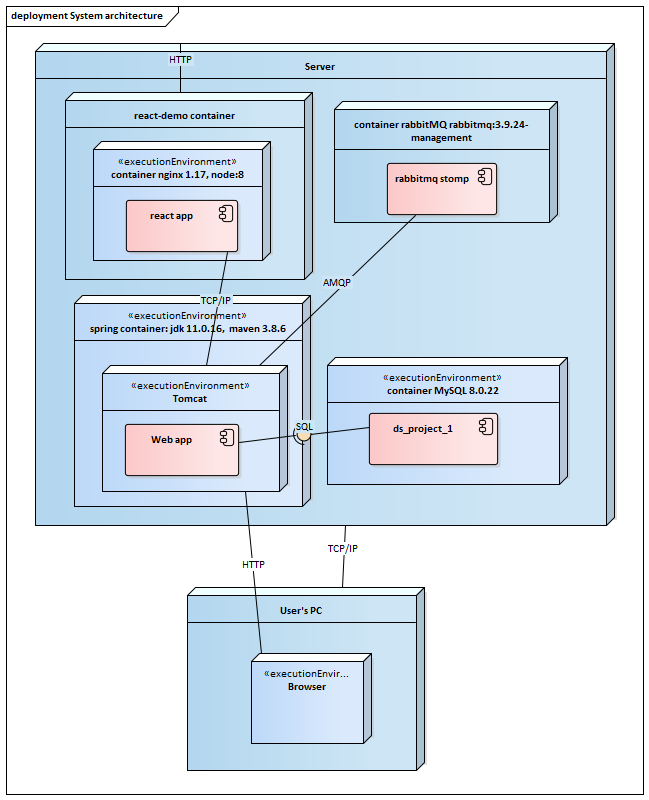 deployment System architecture
HTTP
Server
react-demo container
«executionEnvironment»
container nginx 1.17, node:8
react app
container rabbitMQ rabbitmq:3.9.24-
management
rabbitmq stomp
TCP/IP
AMQP
«executionEnvironment»
spring container: jdk 11.0.16, maven 3.8.6
«executionEnvironment»
Tomcat
Web app
SQL
«executionEnvironment»
container MySQL 8.0.22
ds_project_1
HTTP
TCP/IP
User's PC
«executionEnvir...
Browser